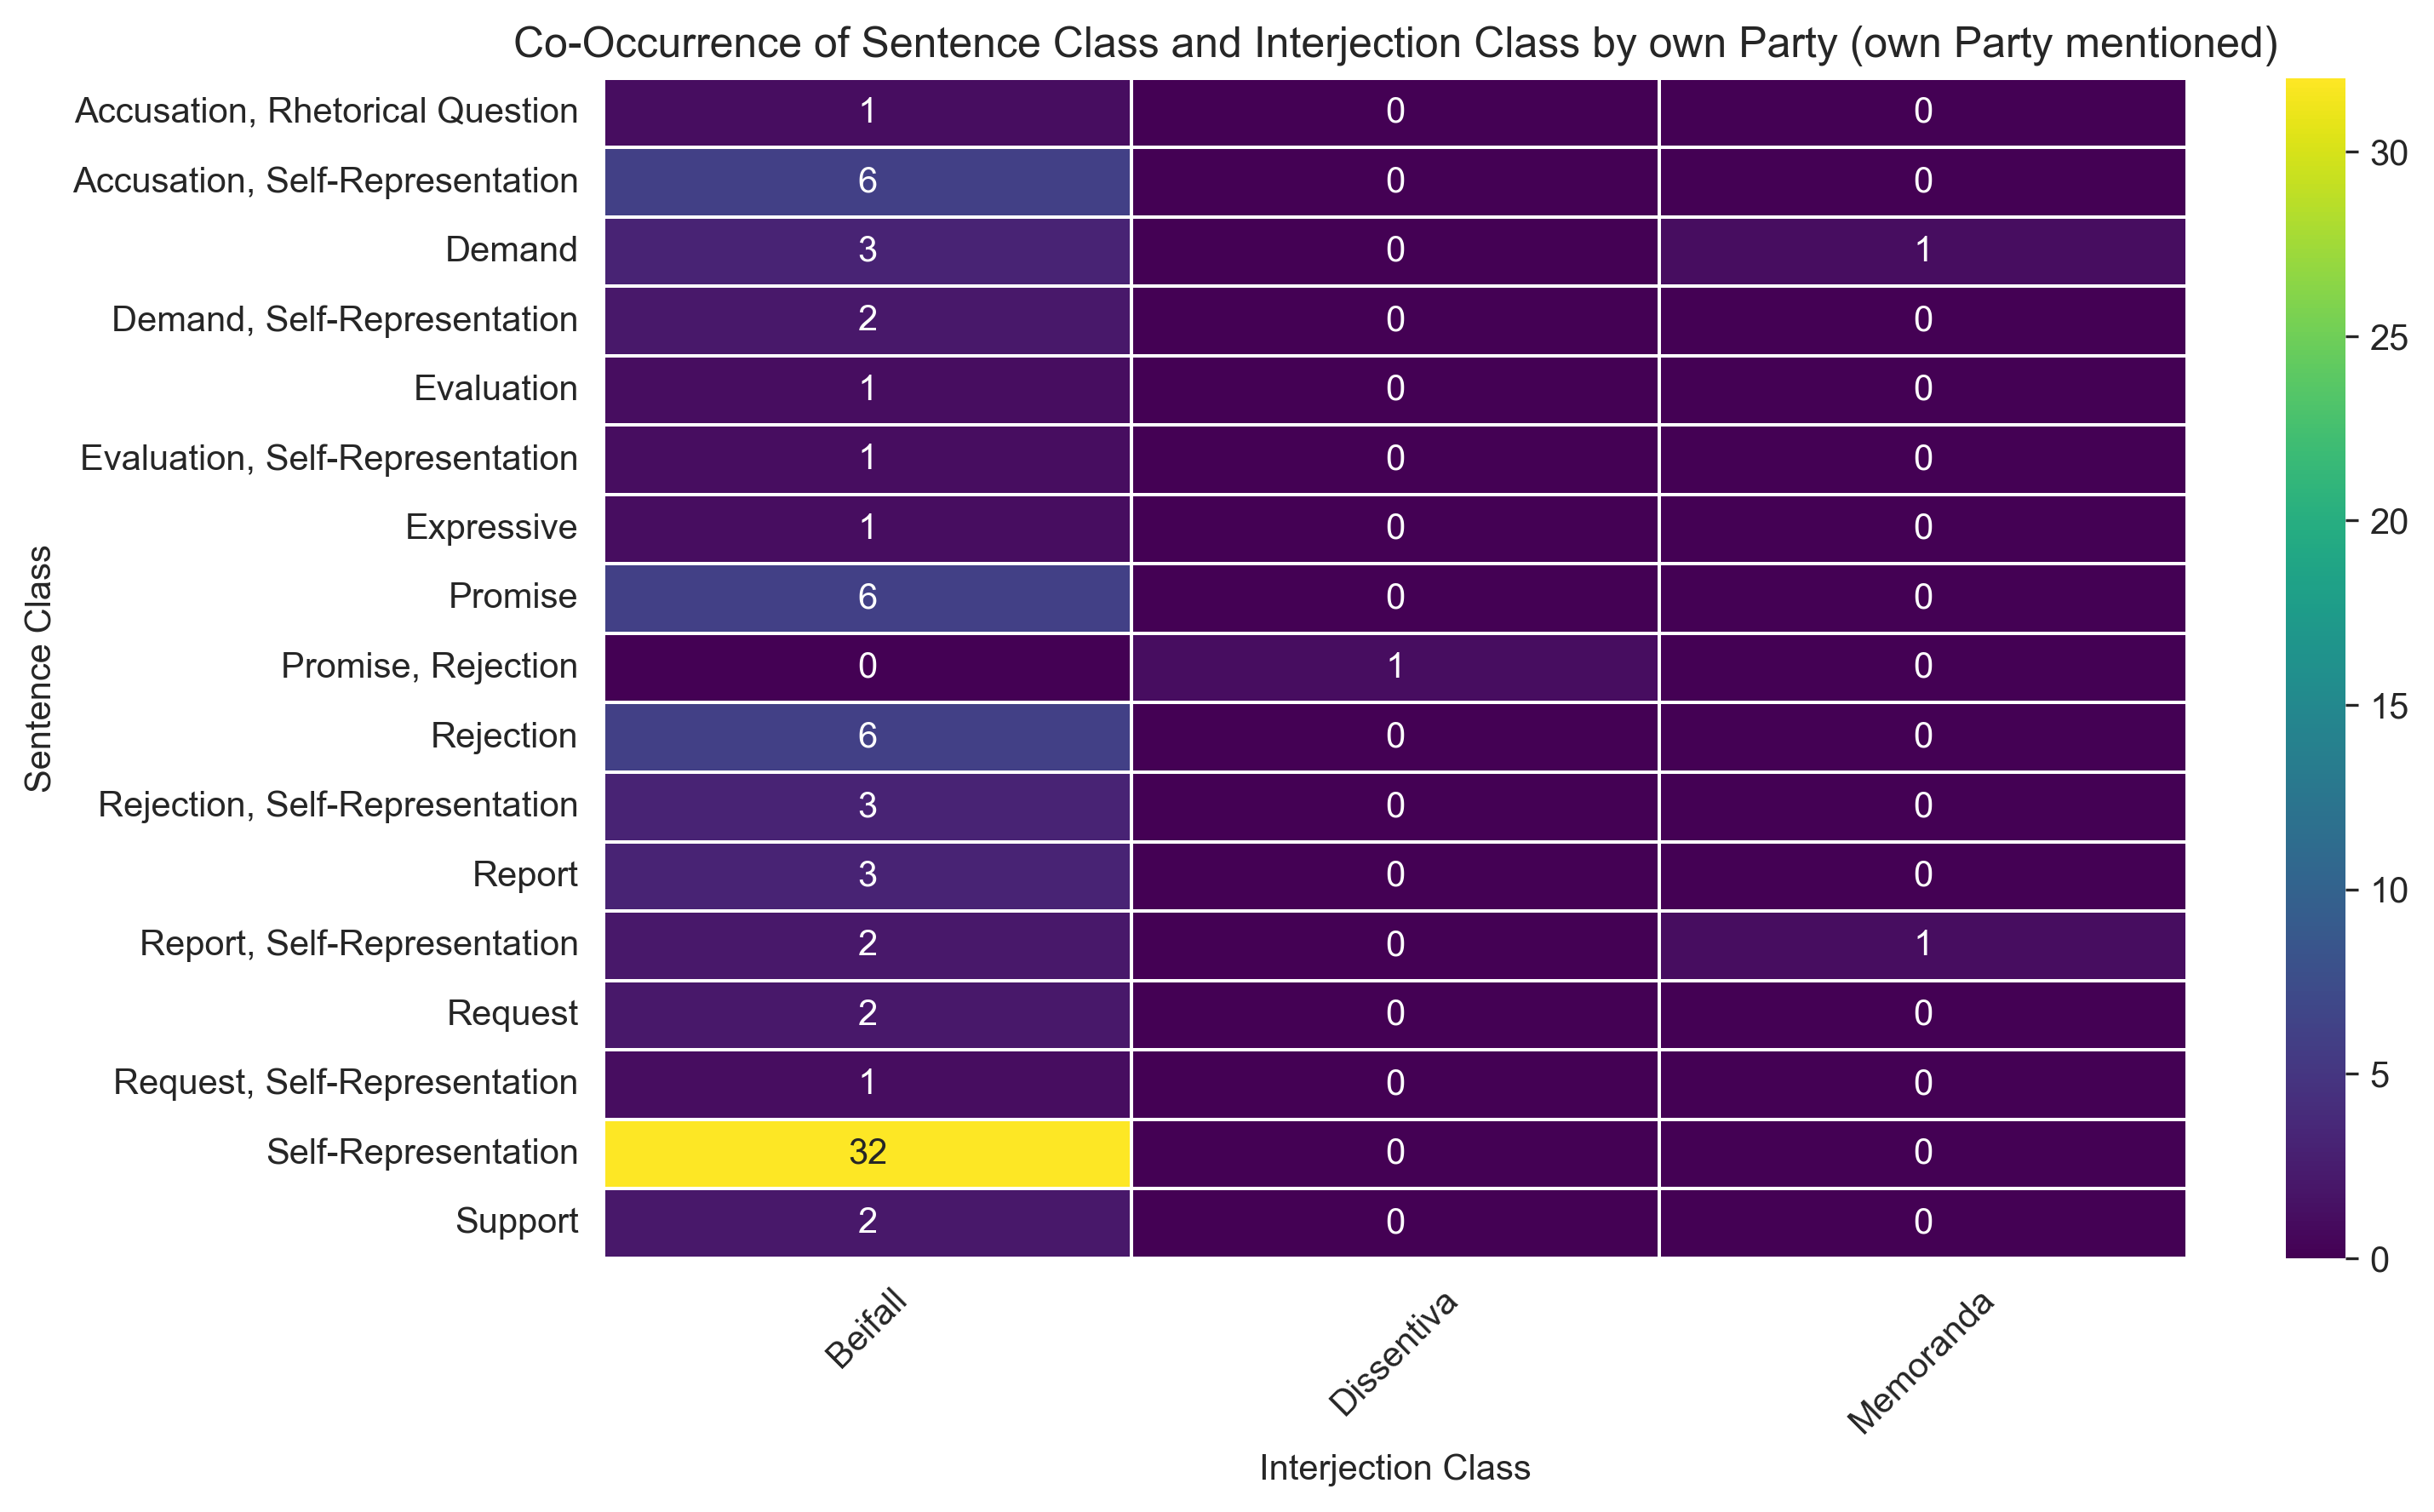 Co-Occurrence of Sentence Class and Interjection Class by own Party (own Party mentioned)
Sentence Class
Accusation, Rhetorical Question 1 0 0
Accusation, Self-Representation 6 0 0
Demand 3 0 1
Demand, Self-Representation 2 0 0
Evaluation 1 0 0
Evaluation, Self-Representation 1 0 0
Expressive 1 0 0
Promise 6 0 0
Promise, Rejection 0 1 0
Rejection 6 0 0
Rejection, Self-Representation 3 0 0
Report 3 0 0
Report, Self-Representation 2 0 1
Request 2 0 0
Request, Self-Representation 1 0 0
Self-Representation 32 0 0
Support 2 0 0
Beifall Dissentiva Memoranda
Interjection Class
30
25
20
15
10
5
0